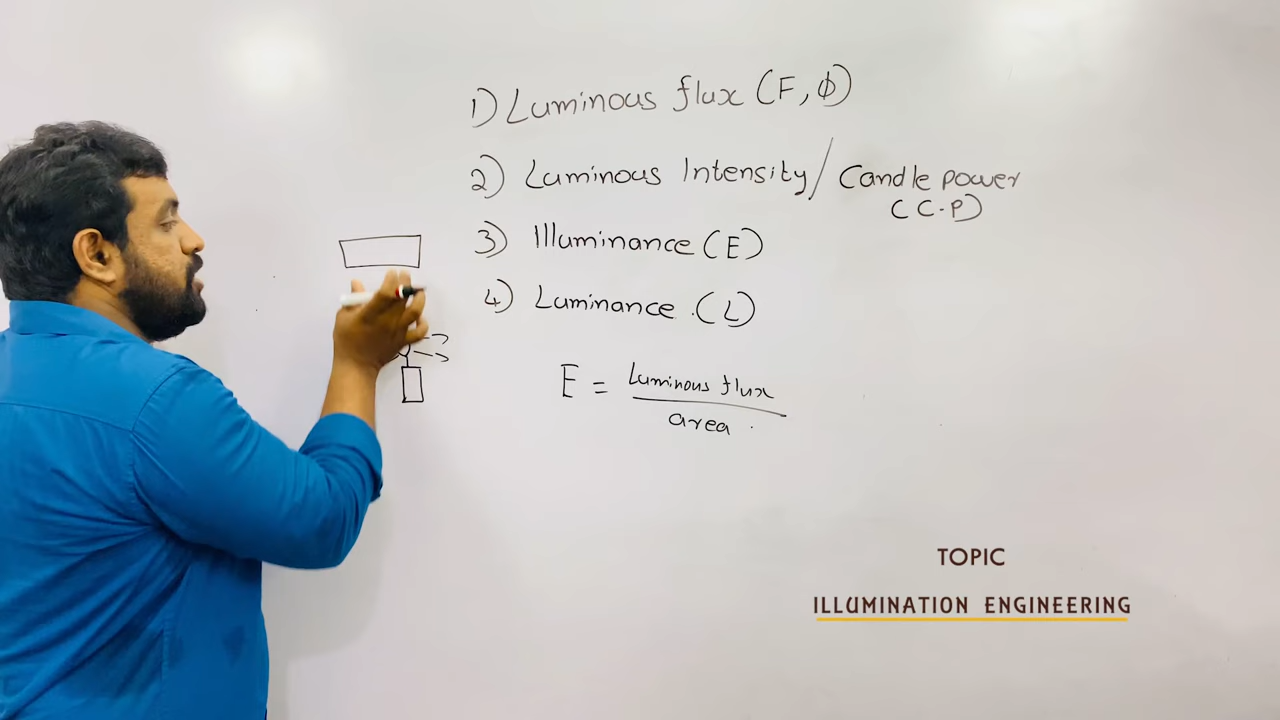 1) Luminous flux (F, ϕ)
2) Luminous Intensity / Candle power
(C.P)
3) Illuminance (E)
4) Luminance . (L)
E = Luminous flux
area .
TOPIC
ILLUMINATION ENGINEERING